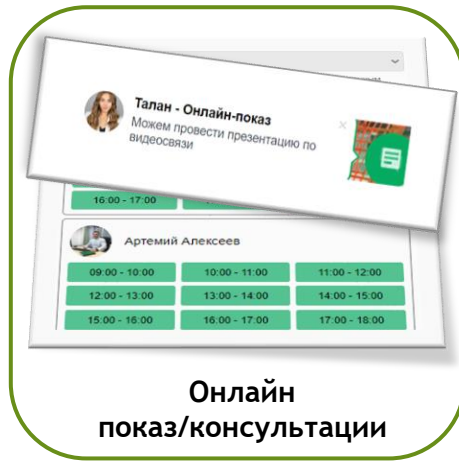 Талан - Онлайн-показ
Можем провести презентацию по
видеосвязи
16:00 - 17:00
Артемий Алексеев
09:00 - 10:00 10:00 - 11:00 11:00 - 12:00
12:00 - 13:00 13:00 - 14:00 14:00 - 15:00
15:00 - 16:00 16:00 - 17:00 17:00 - 18:00
Онлайн
показ/консультации